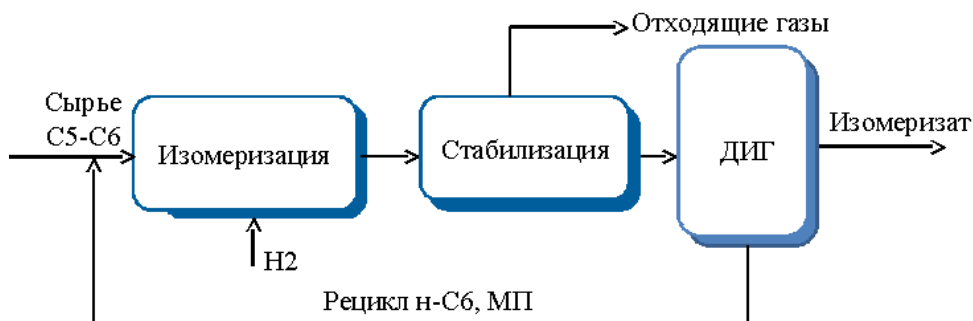 Отходящие газы
Сырье
С5-С6
Изомеризация
Стабилизация
ДИГ
Изомеризат
Н2
Рецикл н-С6, МП